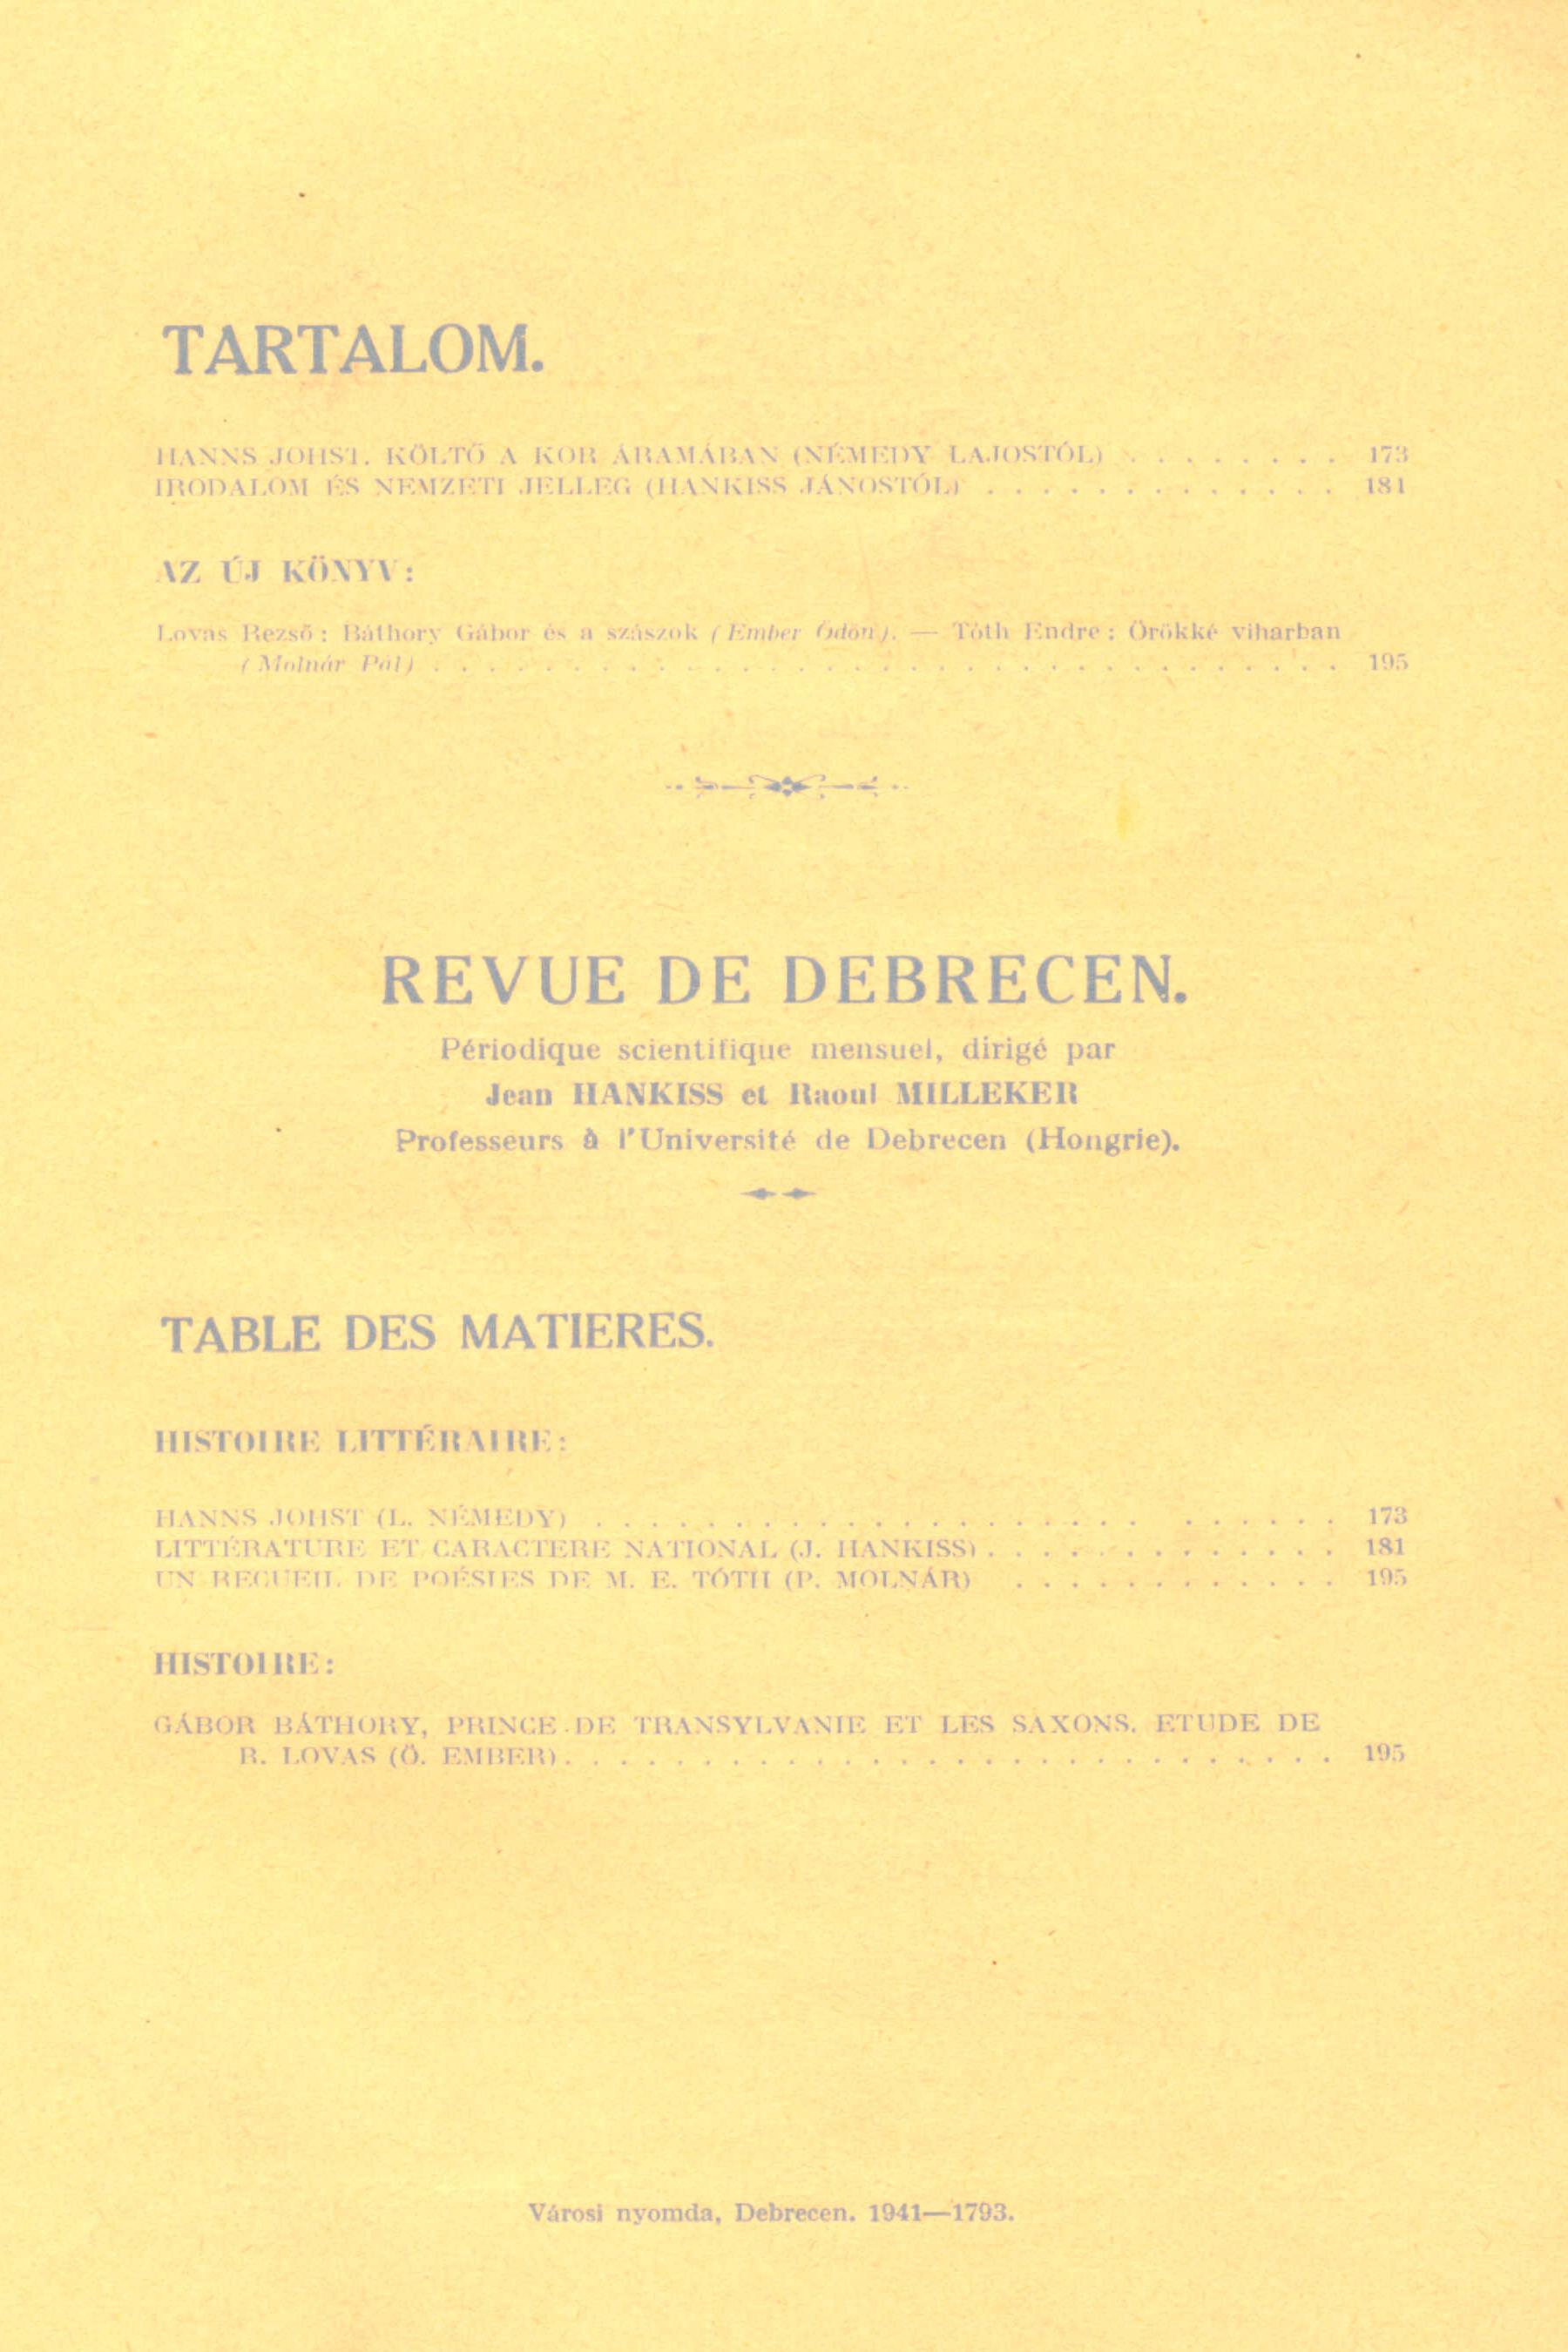 TARTALOM.
HANNS JOHST. KÖLTŐ A KOR ÁRAMÁBAN (NÉMEDY LAJOSTÓL) . . . . . . . . 173
IRODALOM ÉS NEMZETI JELLEG (HANKISS JÁNOSTÓL) . . . . . . . . . . . . . 181
AZ ÚJ KÖNYV:
Lovas Rezső: Báthory Gábor és a szászok (Ember Ödön). — Tóth Endre: Örökké viharban
(Molnár Pál) . . . . . . . . . . . . . . . . . . . . . . . . . . . . . . . . . 195
REVUE DE DEBRECEN.
Périodique scientifique mensuel, dirigé par
Jean HANKISS et Raoul MILLEKER
Professeurs à l'Université de Debrecen (Hongrie).
TABLE DES MATIERES.
HISTOIRE LITTÉRAIRE:
HANNS JOHST (L. NÉMEDY) . . . . . . . . . . . . . . . . . . . . . . . . . . 173
LITTÉRATURE ET CARACTERE NATIONAL (J. HANKISS) . . . . . . . . . . . . . 181
UN RECUEIL DE POÉSIES DE M. E. TÓTH (P. MOLNÁR) . . . . . . . . . . . . 195
HISTOIRE:
GÁBOR BÁTHORY, PRINCE DE TRANSYLVANIE ET LES SAXONS. ETUDE DE
R. LOVAS (Ö. EMBER) . . . . . . . . . . . . . . . . . . . . . . . . . . . . 195
Városi nyomda, Debrecen. 1941—1793.